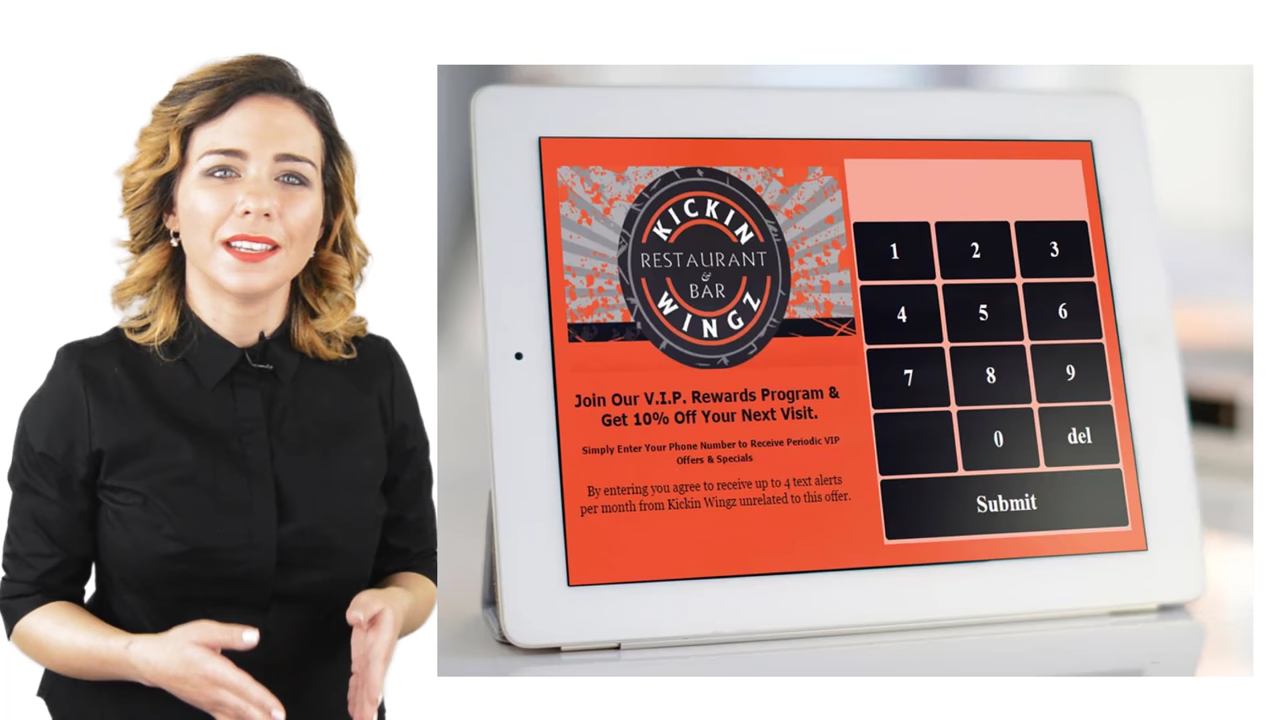 KICKIN
RESTAURANT
&
BAR
WINGZ
Join Our V.I.P. Rewards Program &
Get 10% Off Your Next Visit.
Simply Enter Your Phone Number to Receive Periodic VIP
Offers & Specials
By entering you agree to receive up to 4 text alerts
per month from Kickin Wingz unrelated to this offer.
1 2 3
4 5 6
7 8 9
0 del
Submit